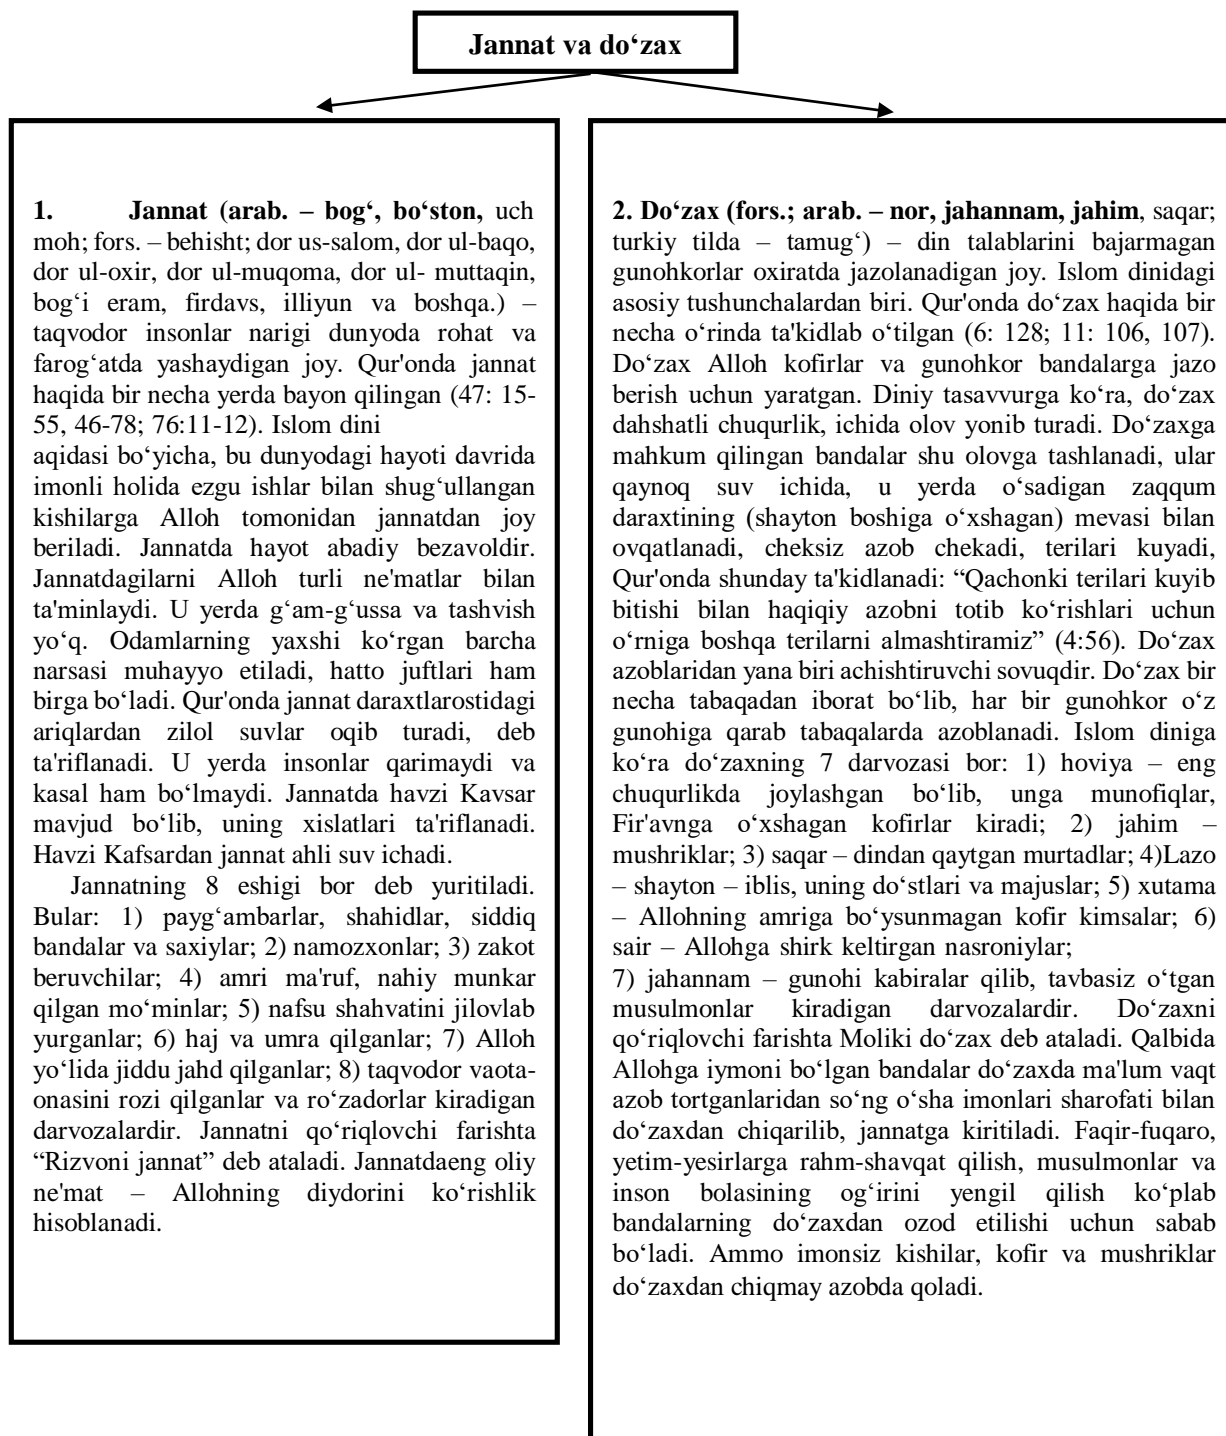 Jannat va do‘zax
1. Jannat (arab. – bog‘, bo‘ston, uch
moh; fors. – behisht; dor us-salom, dor ul-baqo,
dor ul-oxir, dor ul-muqoma, dor ul- muttaqin,
bog‘i eram, firdavs, illiyun va boshqa.) –
taqvodor insonlar narigi dunyoda rohat va
farog‘atda yashaydigan joy. Qur'onda jannat
haqida bir necha yerda bayon qilingan (47: 15-
55, 46-78; 76:11-12). Islom dini
aqidasi bo‘yicha, bu dunyodagi hayoti davrida
imonli holida ezgu ishlar bilan shug‘ullangan
kishilarga Alloh tomonidan jannatdan joy
beriladi. Jannatda hayot abadiy bezavoldir.
Jannatdagilarni Alloh turli ne'matlar bilan
ta'minlaydi. U yerda g‘am-g‘ussa va tashvish
yo‘q. Odamlarning yaxshi ko‘rgan barcha
narsasi muhayyo etiladi, hatto juftlari ham
birga bo‘ladi. Qur'onda jannat daraxtlarostidagi
ariqlardan zilol suvlar oqib turadi, deb
ta'riflanadi. U yerda insonlar qarimaydi va
kasal ham bo‘lmaydi. Jannatda havzi Kavsar
mavjud bo‘lib, uning xislatlari ta'riflanadi.
Havzi Kafsardan jannat ahli suv ichadi.
Jannatning 8 eshigi bor deb yuritiladi.
Bular: 1) payg‘ambarlar, shahidlar, siddiq
bandalar va saxiylar; 2) namozxonlar; 3) zakot
beruvchilar; 4) amri ma'ruf, nahiy munkar
qilgan mo‘minlar; 5) nafsu shahvatini jilovlab
yurganlar; 6) haj va umra qilganlar; 7) Alloh
yo‘lida jiddu jahd qilganlar; 8) taqvodor vaota-
onasini rozi qilganlar va ro‘zadorlar kiradigan
darvozalardir. Jannatni qo‘riqlovchi farishta
“Rizvoni jannat” deb ataladi. Jannatdaeng oliy
ne'mat – Allohning diydorini ko‘rishlik
hisoblanadi.
2. Do‘zax (fors.; arab. – nor, jahannam, jahim, saqar;
turkiy tilda – tamug‘) – din talablarini bajarmagan
gunohkorlar oxiratda jazolanadigan joy. Islom dinidagi
asosiy tushunchalardan biri. Qur'onda do‘zax haqida bir
necha o‘rinda ta'kidlab o‘tilgan (6: 128; 11: 106, 107).
Do‘zax Alloh kofirlar va gunohkor bandalarga jazo
berish uchun yaratgan. Diniy tasavvurga ko‘ra, do‘zax
dahshatli chuqurlik, ichida olov yonib turadi. Do‘zaxga
mahkum qilingan bandalar shu olovga tashlanadi, ular
qaynoq suv ichida, u yerda o‘sadigan zaqqum
daraxtining (shayton boshiga o‘xshagan) mevasi bilan
ovqatlanadi, cheksiz azob chekadi, terilari kuyadi,
Qur'onda shunday ta'kidlanadi: “Qachonki terilari kuyib
bitishi bilan haqiqiy azobni totib ko‘rishlari uchun
o‘rniga boshqa terilarni almashtiramiz” (4:56). Do‘zax
azoblaridan yana biri achishtiruvchi sovuqdir. Do‘zax bir
necha tabaqadan iborat bo‘lib, har bir gunohkor o‘z
gunohiga qarab tabaqalarda azoblanadi. Islom diniga
ko‘ra do‘zaxning 7 darvozasi bor: 1) hoviya – eng
chuqurlikda joylashgan bo‘lib, unga munofiqlar,
Fir'avnga o‘xshagan kofirlar kiradi; 2) jahim –
mushriklar; 3) saqar – dindan qaytgan murtadlar; 4)Lazo
– shayton – iblis, uning do‘stlari va majuslar; 5) xutama
– Allohning amriga bo‘ysunmagan kofir kimsalar; 6)
sair – Allohga shirk keltirgan nasroniylar;
7) jahannam – gunohi kabiralar qilib, tavbasiz o‘tgan
musulmonlar kiradigan darvozalardir. Do‘zaxni
qo‘riqlovchi farishta Moliki do‘zax deb ataladi. Qalbida
Allohga iymoni bo‘lgan bandalar do‘zaxda ma'lum vaqt
azob tortganlaridan so‘ng o‘sha imonlari sharofati bilan
do‘zaxdan chiqarilib, jannatga kiritiladi. Faqir-fuqaro,
yetim-yesirlarga rahm-shavqat qilish, musulmonlar va
inson bolasining og‘irini yengil qilish ko‘plab
bandalarning do‘zaxdan ozod etilishi uchun sabab
bo‘ladi. Ammo imonsiz kishilar, kofir va mushriklar
do‘zaxdan chiqmay azobda qoladi.